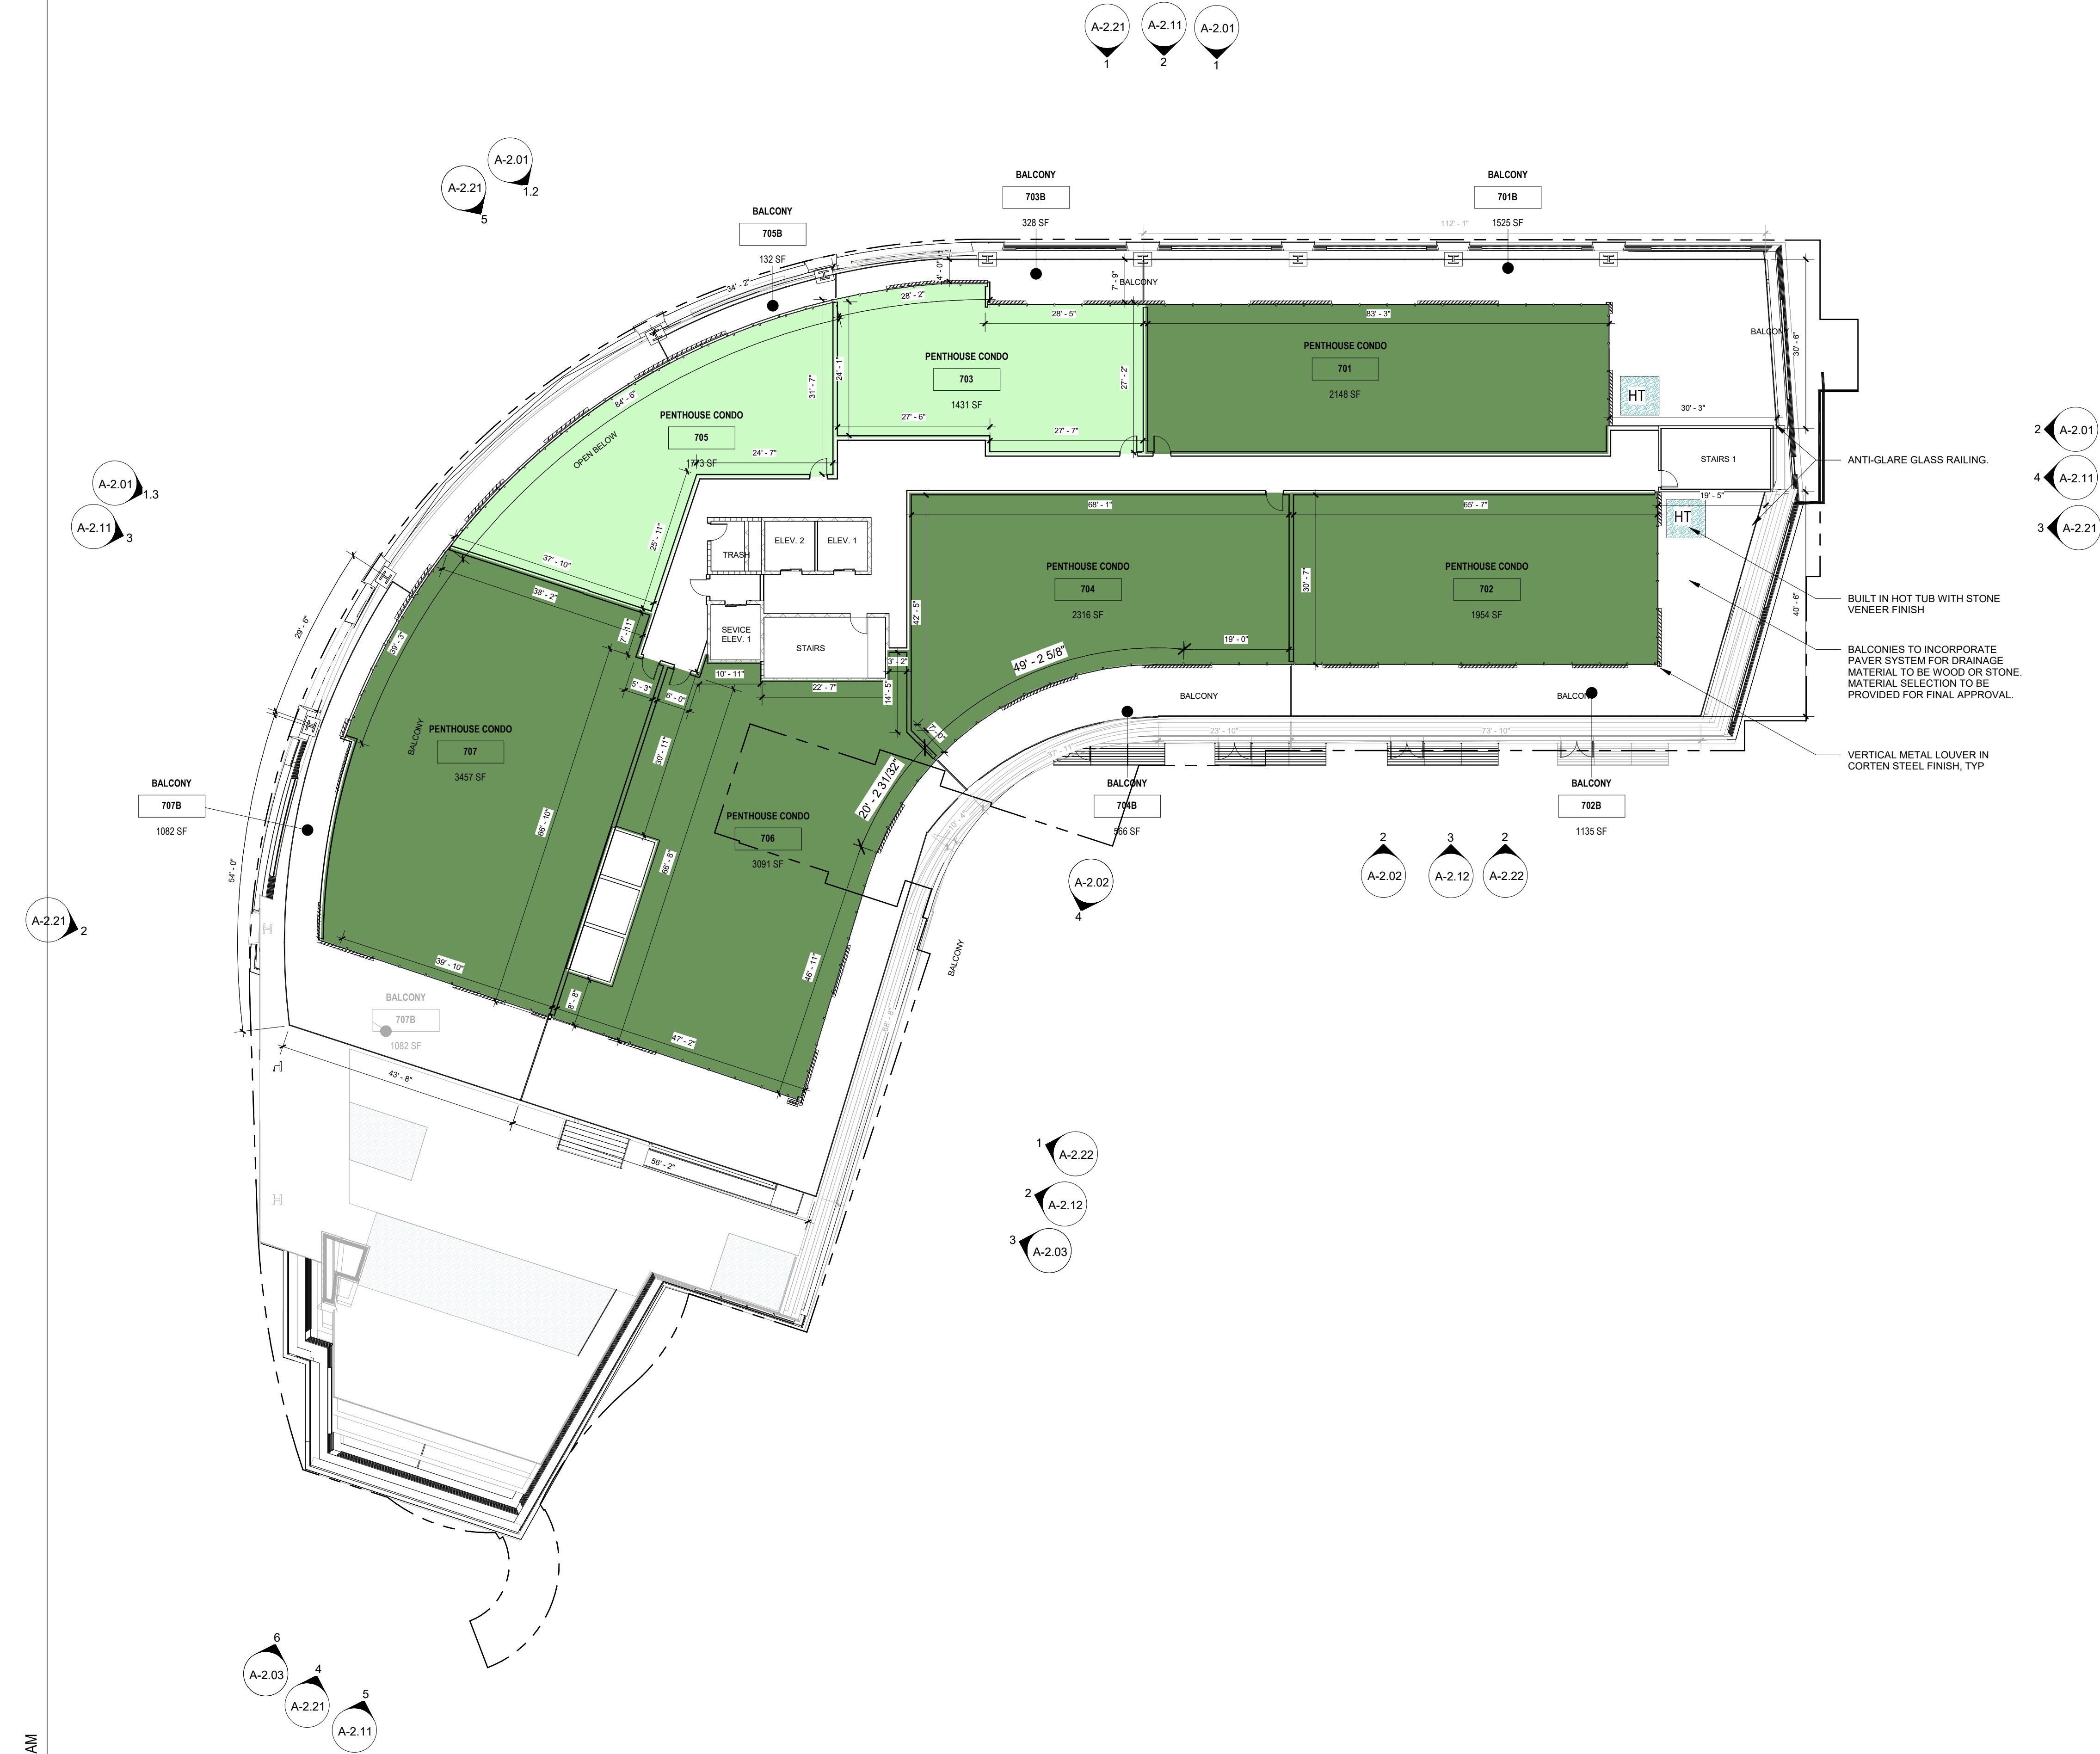 A-2.21
1
A-2.11
2
A-2.01
1
A-2.01
1.2
A-2.21
5
BALCONY
703B
328 SF
BALCONY
701B
1525 SF
112' - 1"
BALCONY
705B
132 SF
34' - 2"
4' - 0"
7' - 9"
BALCONY
28' - 2"
28' - 5"
83' - 3"
BALCONY
30' - 6"
PENTHOUSE CONDO
701
2148 SF
PENTHOUSE CONDO
703
1431 SF
31' - 7"
24' - 1"
27' - 2"
84' - 6"
HT
30' - 3"
PENTHOUSE CONDO
705
1773 SF
27' - 6"
27' - 7"
24' - 7"
OPEN BELOW
STAIRS 1
ANTI-GLARE GLASS RAILING.
2
A-2.01
4
A-2.11
3
A-2.21
A-2.01
1.3
A-2.11
3
19' - 5"
68' - 1"
65' - 7"
HT
25' - 11"
TRASH
ELEV. 2
ELEV. 1
37' - 10"
38' - 2"
PENTHOUSE CONDO
704
2316 SF
PENTHOUSE CONDO
702
1954 SF
30' - 7"
42' - 5"
40' - 6"
BUILT IN HOT TUB WITH STONE
VENEER FINISH
29' - 6"
39' - 3"
7' - 11"
SEVICE
ELEV. 1
STAIRS
19' - 0"
49' - 2 5/8"
BALCONIES TO INCORPORATE
PAVER SYSTEM FOR DRAINAGE
MATERIAL TO BE WOOD OR STONE.
MATERIAL SELECTION TO BE
PROVIDED FOR FINAL APPROVAL.
10' - 11"
3' - 2"
5' - 3"
6' - 0"
22' - 7"
14' - 5"
BALCONY
BALCONY
BALCONY
PENTHOUSE CONDO
707
3457 SF
7' - 0"
23' - 10"
73' - 10"
37' - 11"
30' - 11"
VERTICAL METAL LOUVER IN
CORTEN STEEL FINISH, TYP
20' - 2 31/32"
BALCONY
707B
1082 SF
BALCONY
704B
566 SF
BALCONY
702B
1135 SF
66' - 10"
PENTHOUSE CONDO
706
3091 SF
10' - 4"
66' - 8"
54' - 0"
2
A-2.02
3
A-2.12
2
A-2.22
A-2.02
4
A-2.21
2
BALCONY
39' - 10"
46' - 11"
8' - 8"
BALCONY
707B
1082 SF
68' - 8"
47' - 2"
43' - 8"
56' - 2"
1
A-2.22
2
A-2.12
3
A-2.03
6
A-2.03
4
A-2.21
5
A-2.11
AM